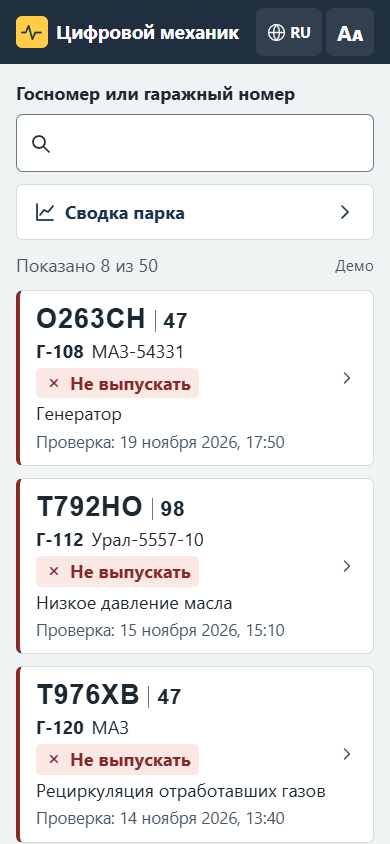 Цифровой механик
RU
Aa
Госномер или гаражный номер
Сводка парка
Показано 8 из 50
Демо
О263СН 47
Г-108 МАЗ-54331
× Не выпускать
Генератор
Проверка: 19 ноября 2026, 17:50
Т792НО 98
Г-112 Урал-5557-10
× Не выпускать
Низкое давление масла
Проверка: 15 ноября 2026, 15:10
Т976ХВ 47
Г-120 МАЗ
× Не выпускать
Рециркуляция отработавших газов
Проверка: 14 ноября 2026, 13:40